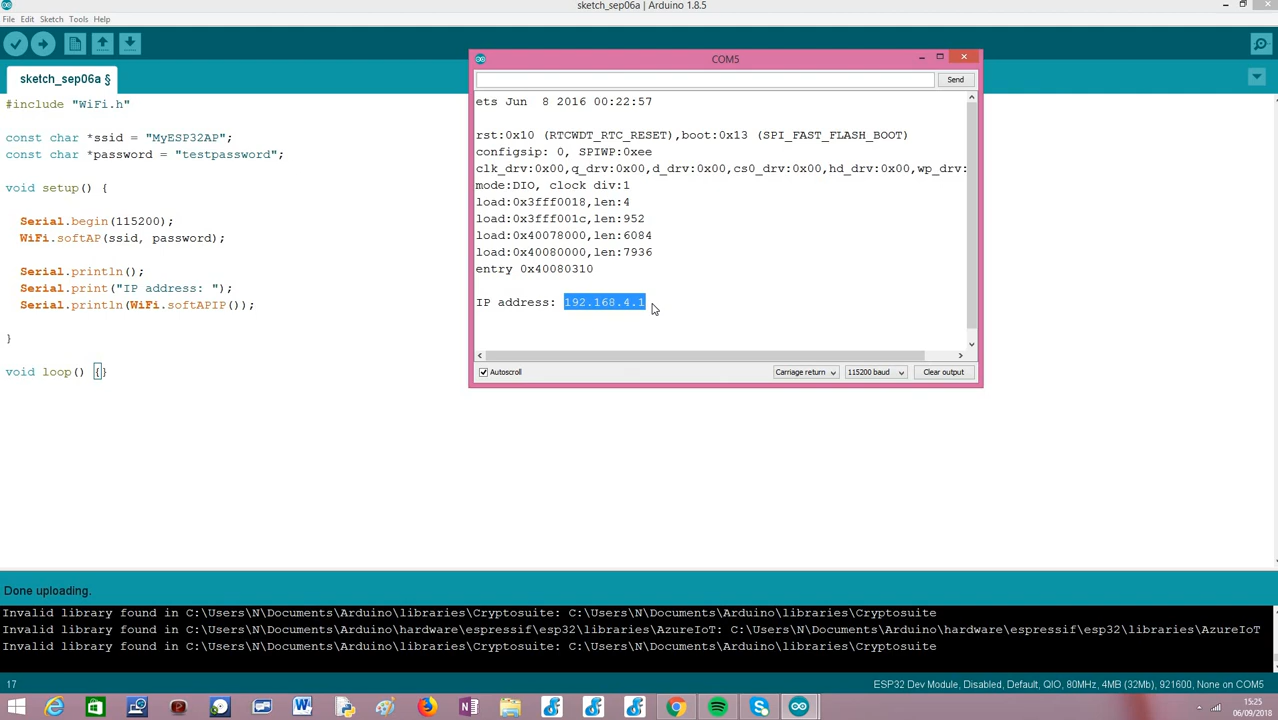 sketch_sep06a | Arduino 1.8.5
File Edit Sketch Tools Help
sketch_sep06a §
#include "WiFi.h"
const char *ssid = "MyESP32AP";
const char *password = "testpassword";
void setup() {
Serial.begin(115200);
WiFi.softAP(ssid, password);
Serial.println();
Serial.print("IP address: ");
Serial.println(WiFi.softAPIP());
}
void loop() {}
COM5
Send
ets Jun  8 2016 00:22:57
rst:0x10 (RTCWDT_RTC_RESET),boot:0x13 (SPI_FAST_FLASH_BOOT)
configsip: 0, SPIWP:0xee
clk_drv:0x00,q_drv:0x00,d_drv:0x00,cs0_drv:0x00,hd_drv:0x00,wp_drv:
mode:DIO, clock div:1
load:0x3fff0018,len:4
load:0x3fff001c,len:952
load:0x40078000,len:6084
load:0x40080000,len:7936
entry 0x40080310
IP address: 192.168.4.1
Autoscroll
Carriage return
115200 baud
Clear output
Done uploading.
Invalid library found in C:\Users\N\Documents\Arduino\libraries\Cryptosuite: C:\Users\N\Documents\Arduino\libraries\Cryptosuite
Invalid library found in C:\Users\N\Documents\Arduino\hardware\espressif\esp32\libraries\AzureIoT: C:\Users\N\Documents\Arduino\hardware\espressif\esp32\libraries\AzureIoT
Invalid library found in C:\Users\N\Documents\Arduino\libraries\Cryptosuite: C:\Users\N\Documents\Arduino\libraries\Cryptosuite
17
ESP32 Dev Module, Disabled, Default, QIO, 80MHz, 4MB (32Mb), 921600, None on COM5
15:25
06/09/2018